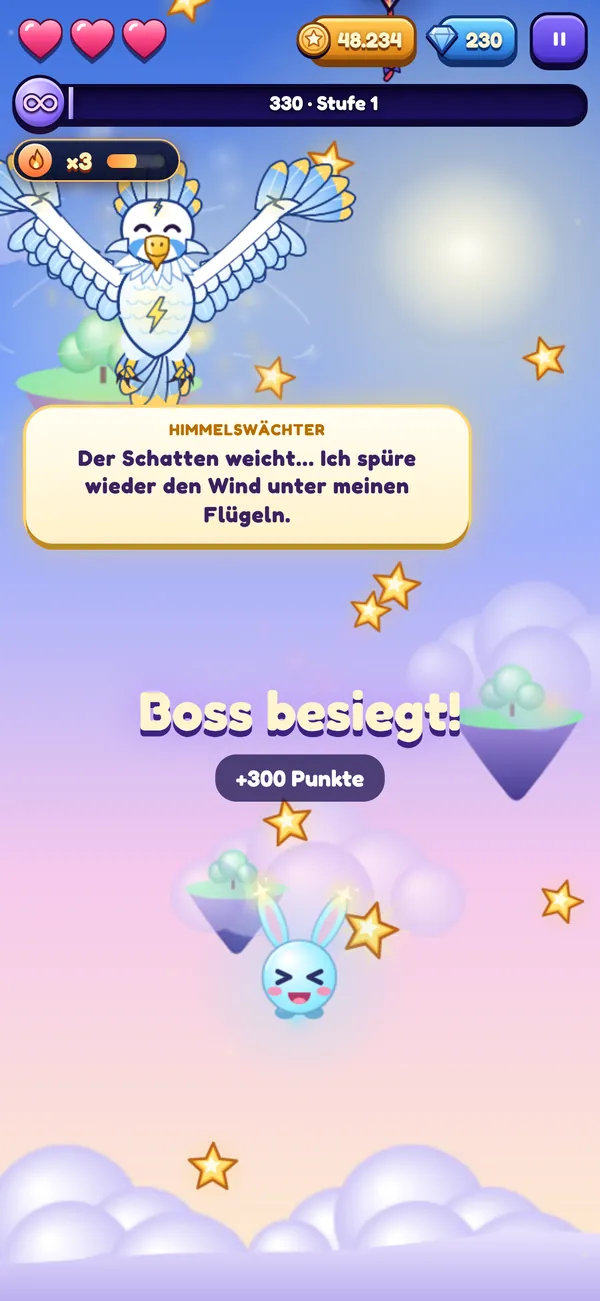 48.234
230
330 · Stufe 1
x3
HIMMELSWÄCHTER
Der Schatten weicht... Ich spüre
wieder den Wind unter meinen
Flügeln.
Boss besiegt!
+300 Punkte